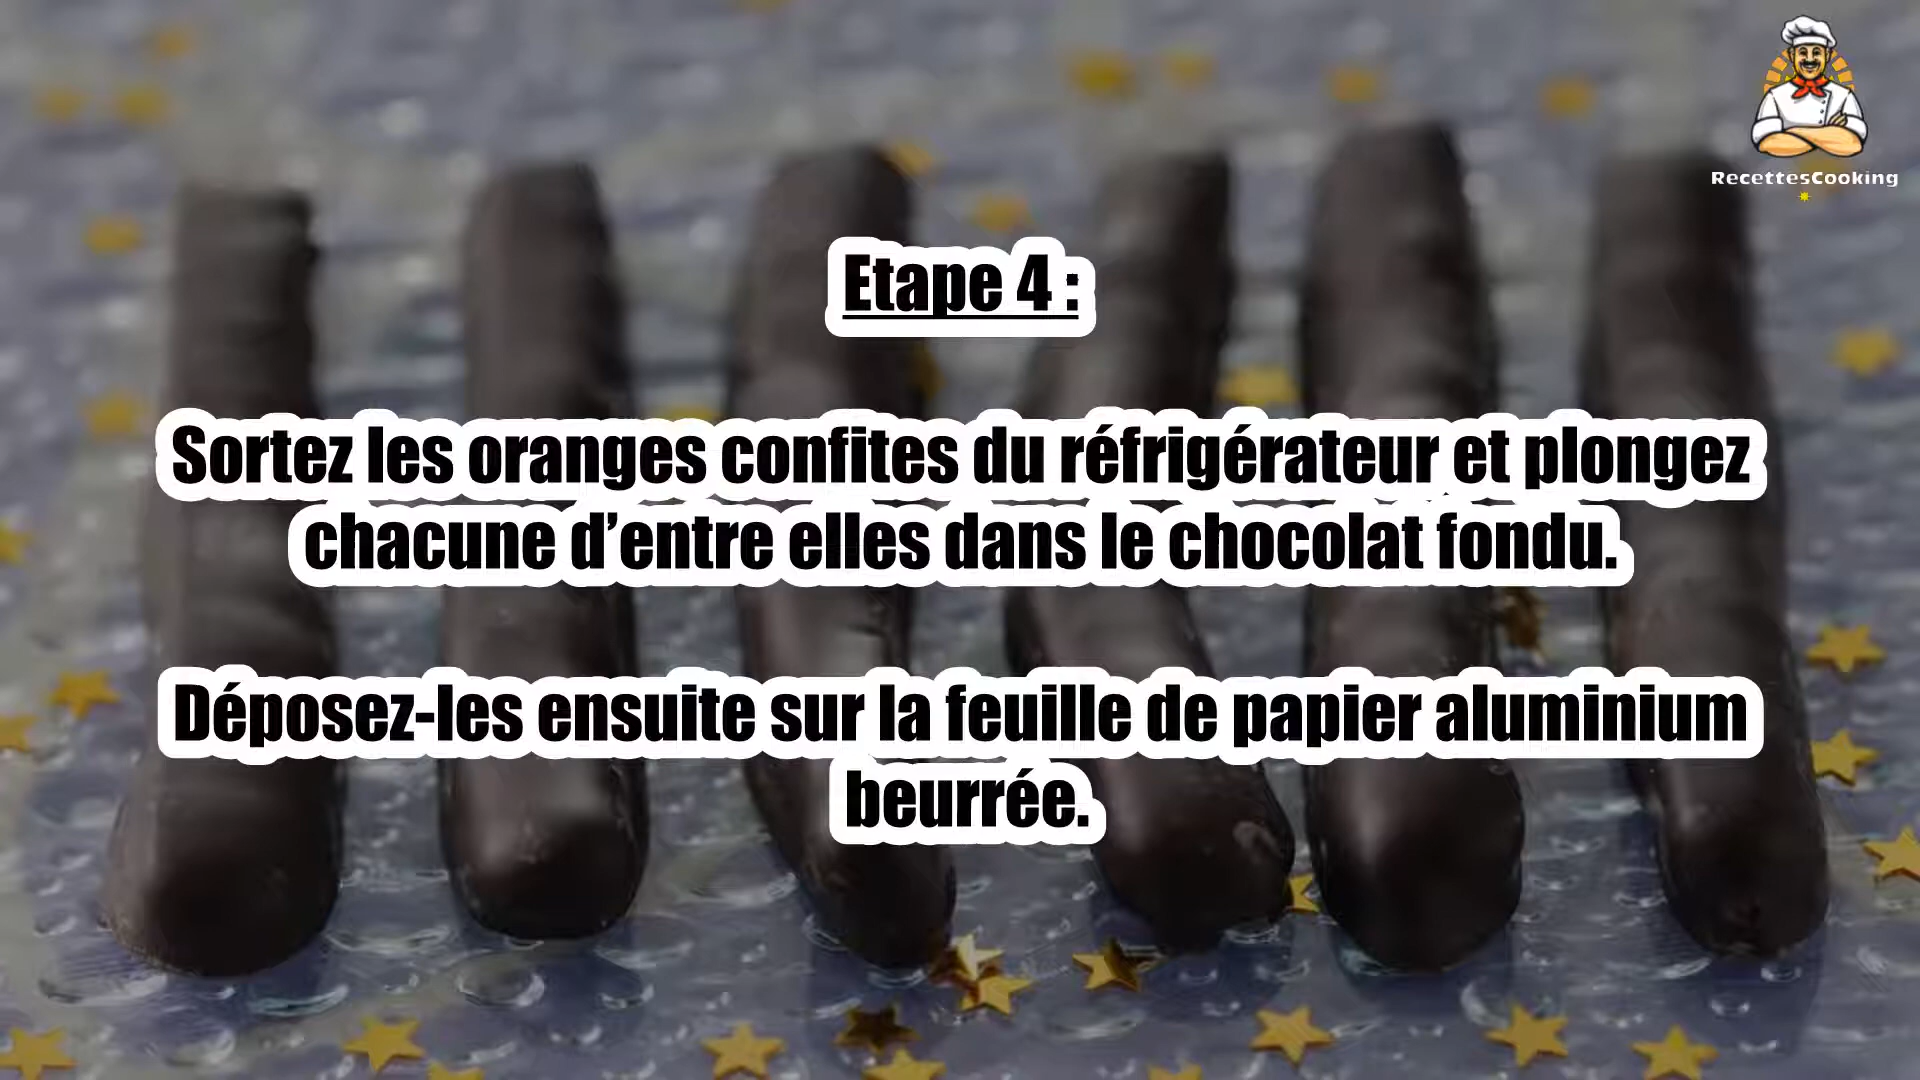 RecettesCooking
Etape 4 :
Sortez les oranges confites du réfrigérateur et plongez
chacune d’entre elles dans le chocolat fondu.
Déposez-les ensuite sur la feuille de papier aluminium
beurrée.